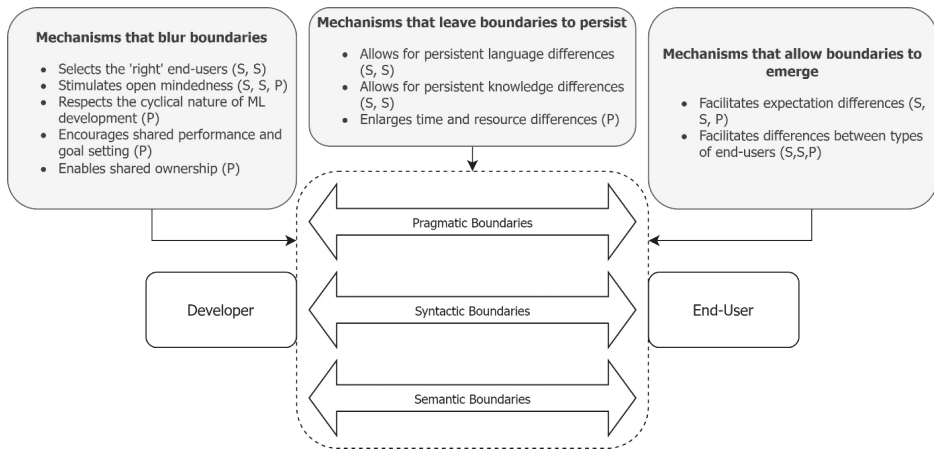 Mechanisms that blur boundaries
• Selects the 'right' end-users (S, S)
• Stimulates open mindedness (S, S, P)
• Respects the cyclical nature of ML
development (P)
• Encourages shared performance and
goal setting (P)
• Enables shared ownership (P)
Mechanisms that leave boundaries to persist
• Allows for persistent language differences
(S, S)
• Allows for persistent knowledge differences
(S, S)
• Enlarges time and resource differences (P)
Mechanisms that allow boundaries to
emerge
• Facilitates expectation differences (S,
S, P)
• Facilitates differences between types
of end-users (S,S,P)
Pragmatic Boundaries
Developer
Syntactic Boundaries
End-User
Semantic Boundaries